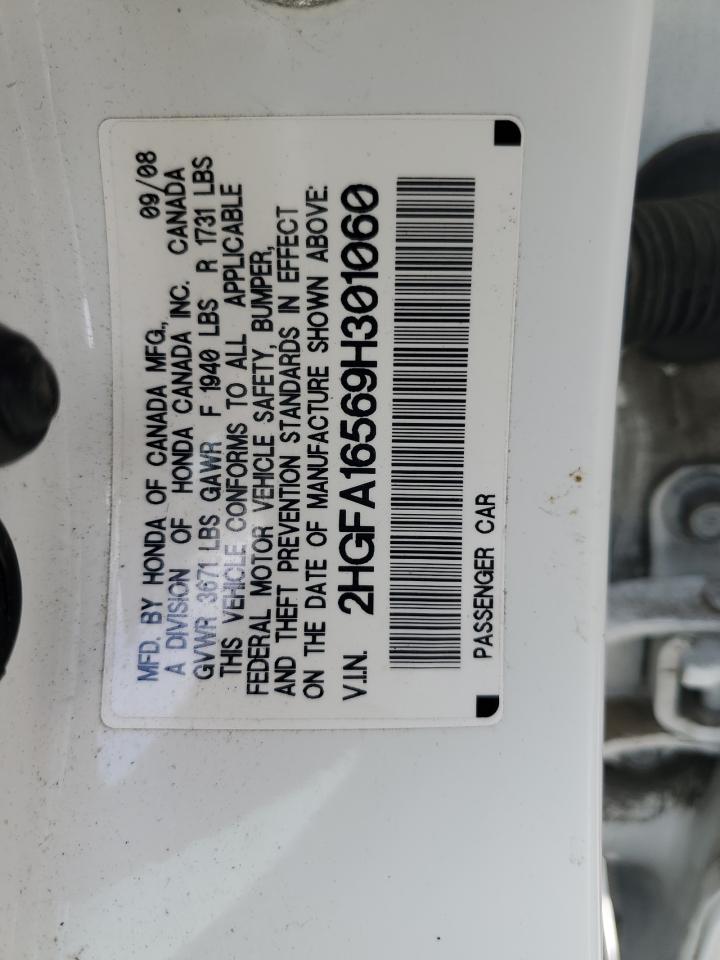 MFD. BY HONDA OF CANADA MFG., 09/08
A DIVISION OF HONDA CANADA INC. CANADA
GVWR 3671 LBS GAWR F 1940 LBS R 1731 LBS
THIS VEHICLE CONFORMS TO ALL APPLICABLE
FEDERAL MOTOR VEHICLE SAFETY, BUMPER,
AND THEFT PREVENTION STANDARDS IN EFFECT
ON THE DATE OF MANUFACTURE SHOWN ABOVE:
V.I.N. 2HGFA16569H301060
PASSENGER CAR